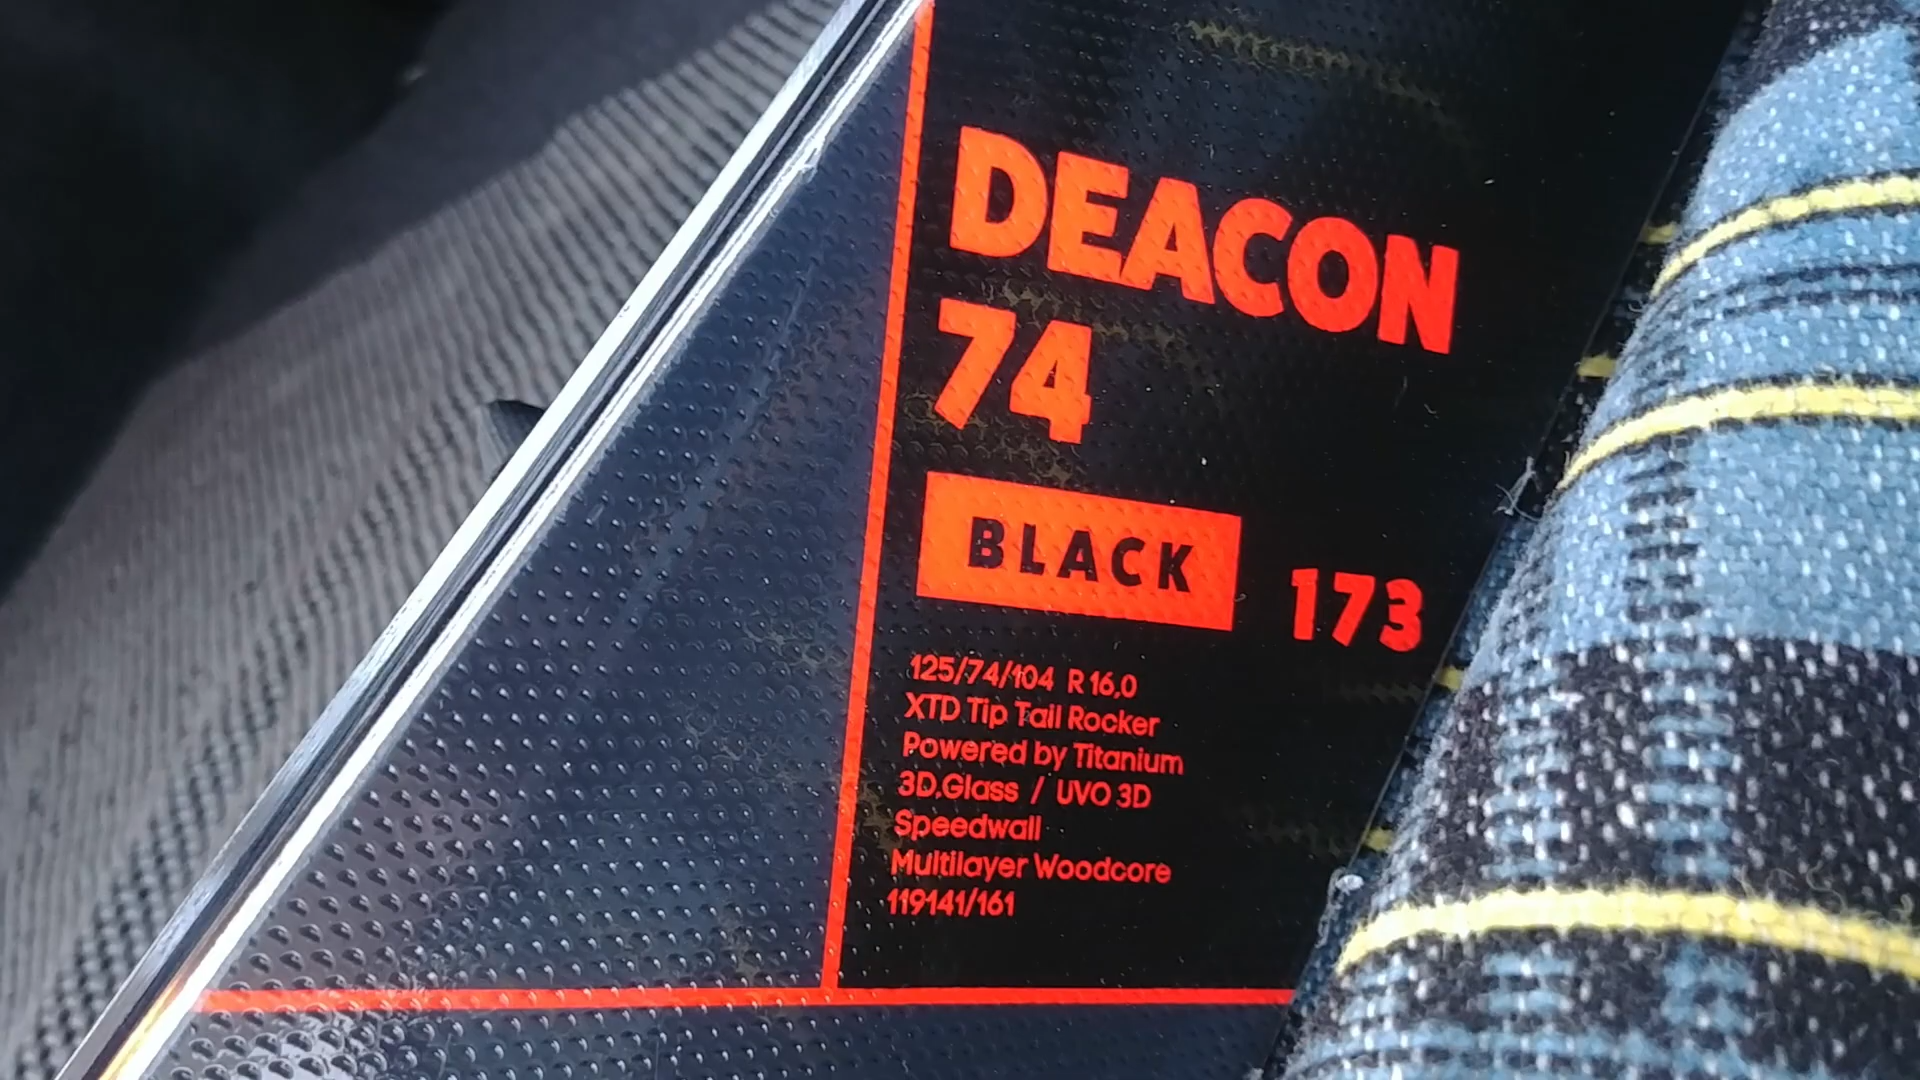 DEACON
74
BLACK 173
125/74/104 R 16,0
XTD Tip Tail Rocker
Powered by Titanium
3D.Glass / UVO 3D
Speedwall
Multilayer Woodcore
119141/161